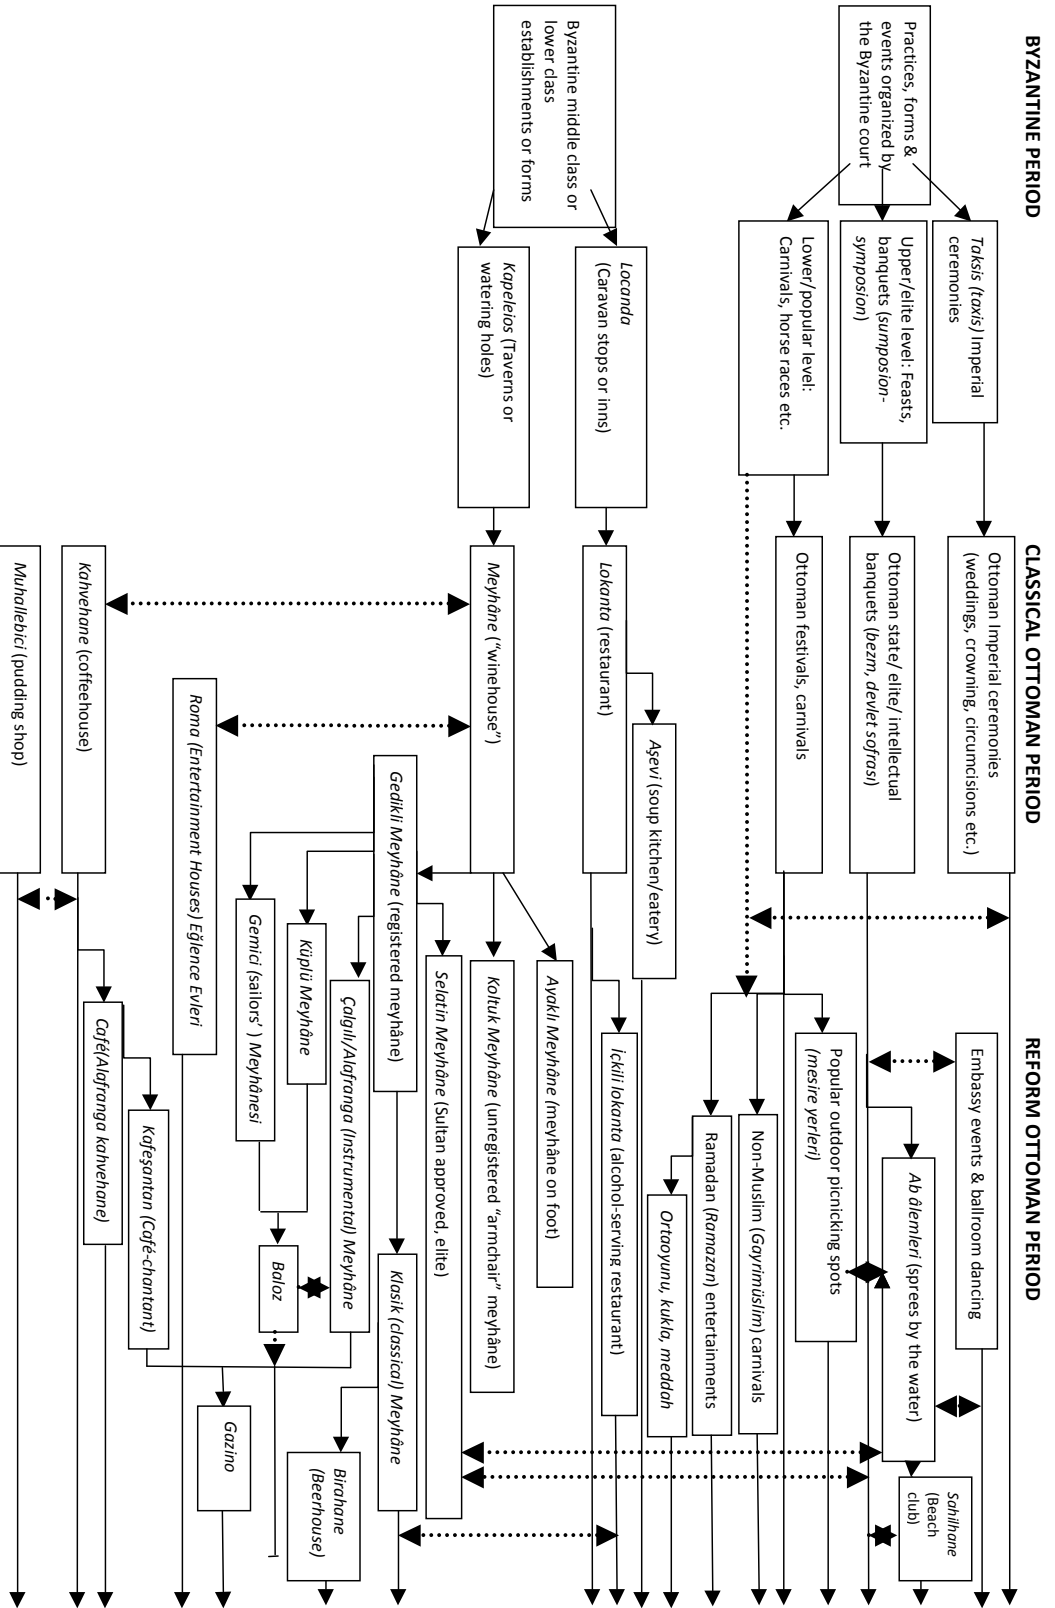 BYZANTINE PERIOD
CLASSICAL OTTOMAN PERIOD
REFORM OTTOMAN PERIOD
Practices, forms &
events organized by
the Byzantine court
Taksis (taxis) Imperial
ceremonies
Upper/elite level: Feasts,
banquets (sumposion-
symposion)
Lower/popular level:
Carnivals, horse races etc.
Byzantine middle class or
lower class
establishments or forms
Locanda
(Caravan stops or inns)
Kapeleios (Taverns or
watering holes)
Ottoman Imperial ceremonies
(weddings, crowning, circumcisions etc.)
Ottoman state/ elite/ intellectual
banquets (bezm, devlet sofrası)
Ottoman festivals, carnivals
Lokanta (restaurant)
Aşevi (soup kitchen/eatery)
Meyhâne (“winehouse”)
Gedikli Meyhâne (registered meyhâne)
Roma (Entertainment Houses) Eğlence Evleri
Kahvehane (coffeehouse)
Muhallebici (pudding shop)
Embassy events & ballroom dancing
Ab âlemleri (sprees by the water)
Sahilhane
(Beach
club)
Popular outdoor picnicking spots
(mesire yerleri)
Non-Muslim (Gayrimüslim) carnivals
Ramadan (Ramazan) entertainments
Ortaoyunu, kukla, meddah
İçkili lokanta (alcohol-serving restaurant)
Ayaklı Meyhâne (meyhâne on foot)
Koltuk Meyhâne (unregistered “armchair” meyhâne)
Selatin Meyhâne (Sultan approved, elite)
Klasik (classical) Meyhâne
Çalgılı/Alafranga (Instrumental) Meyhâne
Küplü Meyhâne
Gemici (sailors’ ) Meyhânesi
Baloz
Birahane
(Beerhouse)
Gazino
Kafeşantan (Café-chantant)
Café(Alafranga kahvehane)